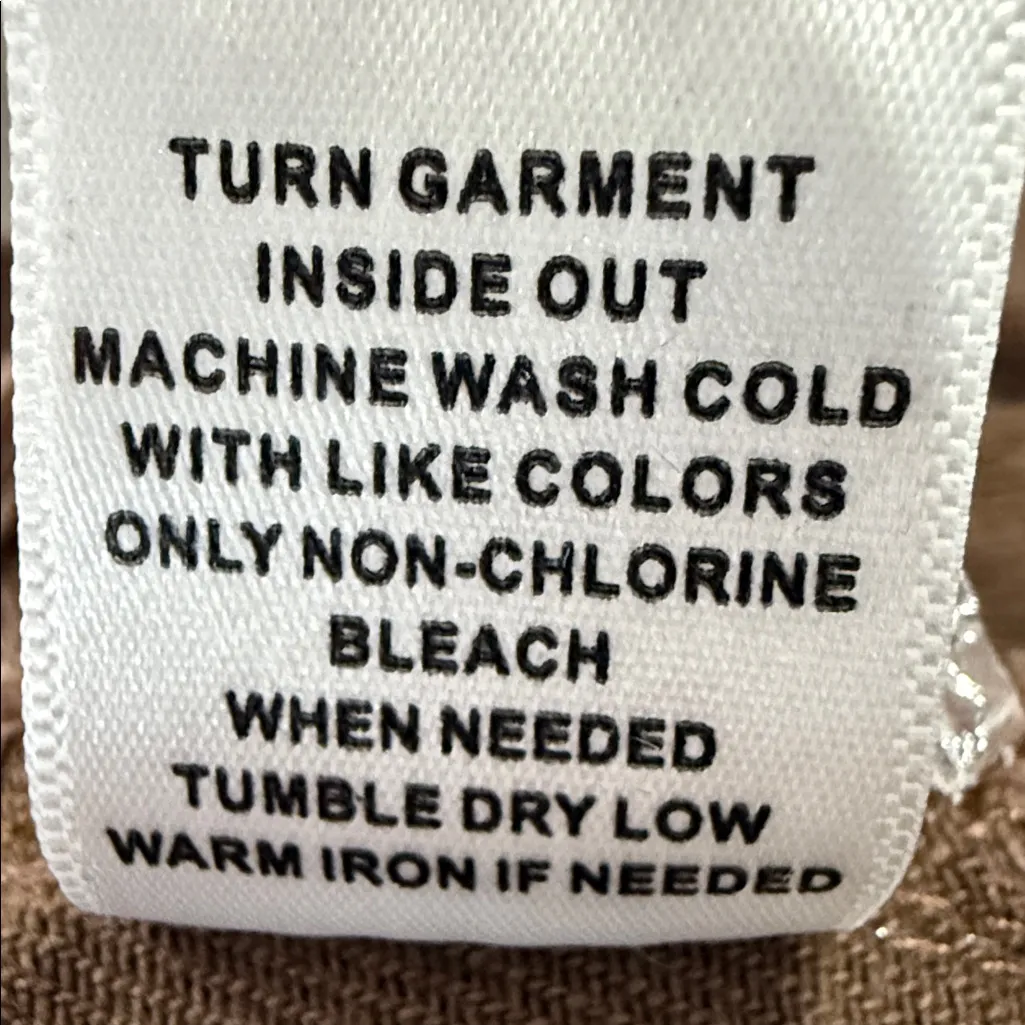 TURN GARMENT
INSIDE OUT
MACHINE WASH COLD
WITH LIKE COLORS
ONLY NON-CHLORINE
BLEACH
WHEN NEEDED
TUMBLE DRY LOW
WARM IRON IF NEEDED